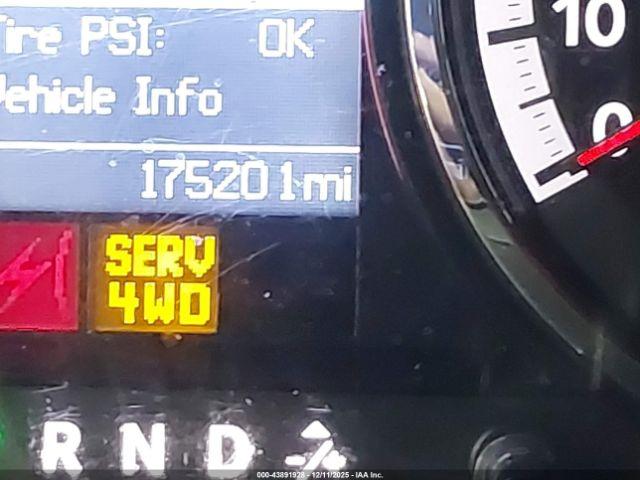 Tire PSI: OK
Vehicle Info
175201mi
SERV
4WD
R N D
10
0
000-43891928 - 12/11/2025 - IAA Inc.